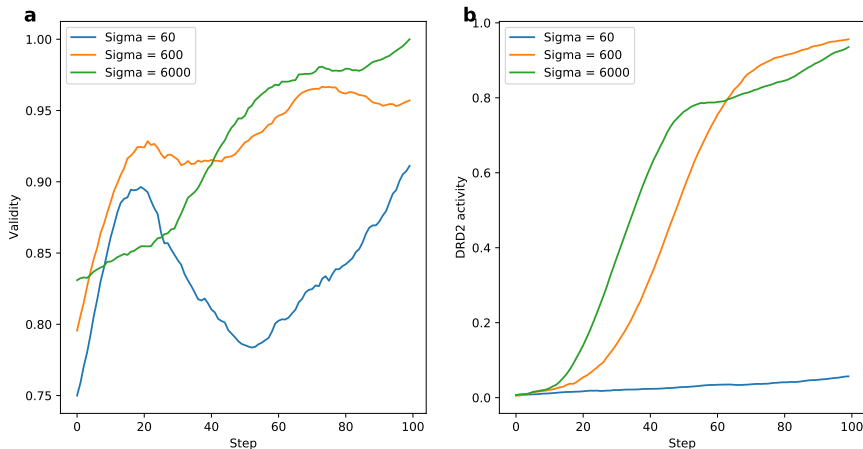 a
Sigma = 60
Sigma = 600
Sigma = 6000
1.00
0.95
0.90
0.85
0.80
0.75
Validity
0
20
40
60
80
100
Step
b
Sigma = 60
Sigma = 600
Sigma = 6000
1.0
0.8
0.6
0.4
0.2
0.0
DRD2 activity
0
20
40
60
80
100
Step